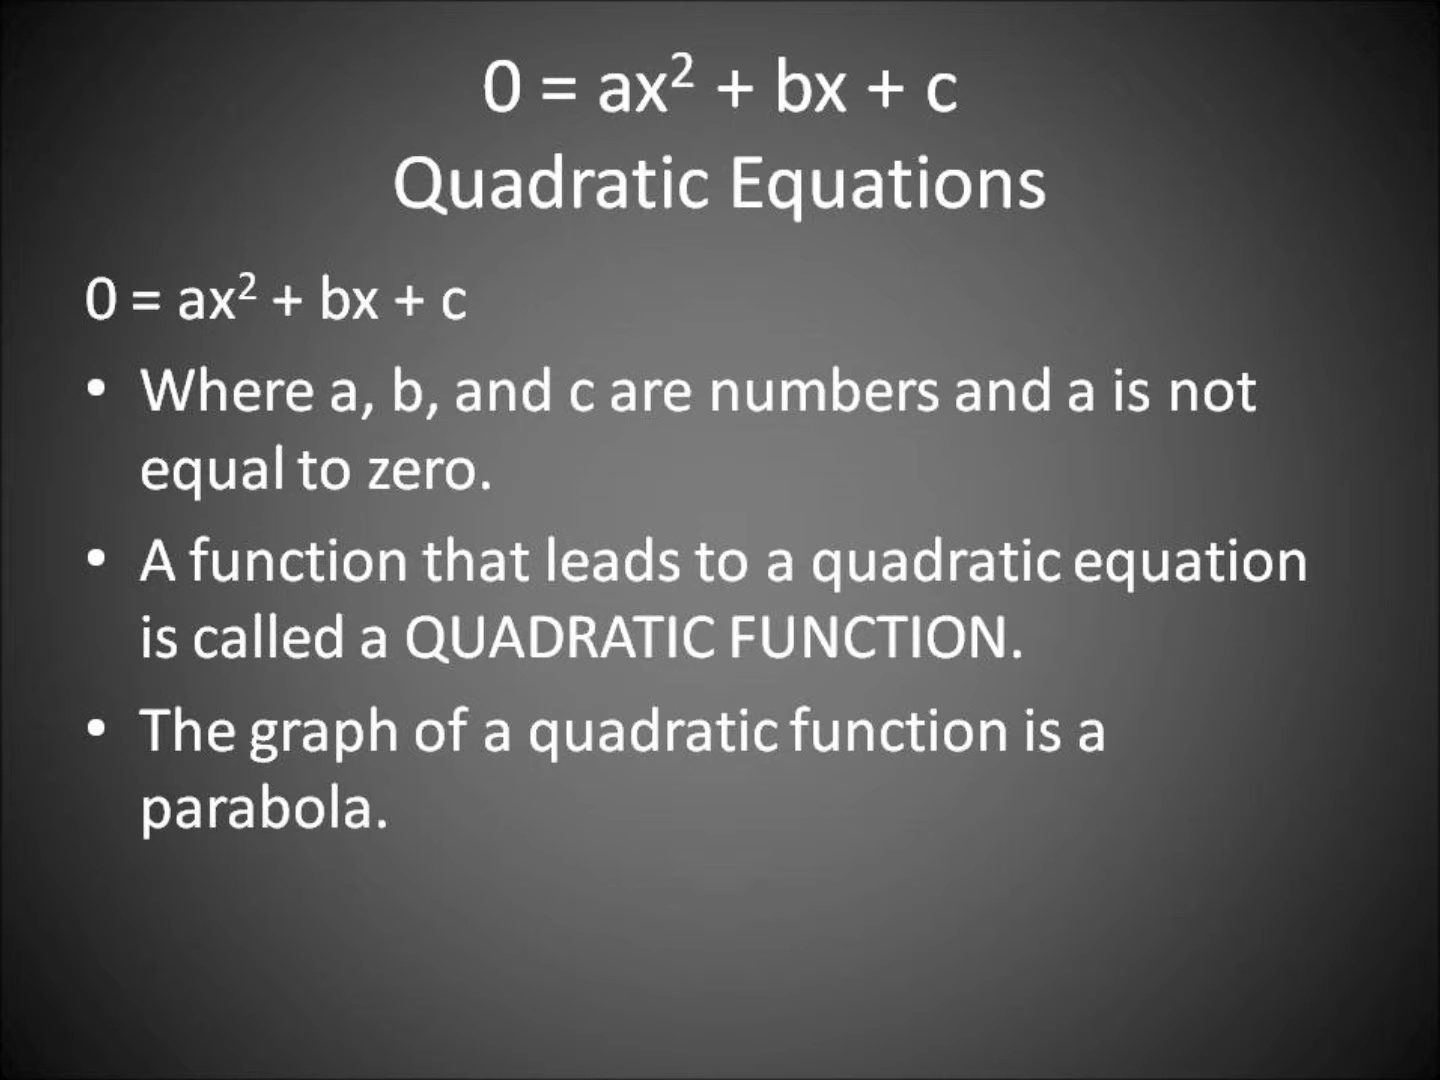 0 = ax² + bx + c
Quadratic Equations
0 = ax² + bx + c
• Where a, b, and c are numbers and a is not
equal to zero.
• A function that leads to a quadratic equation
is called a QUADRATIC FUNCTION.
• The graph of a quadratic function is a
parabola.